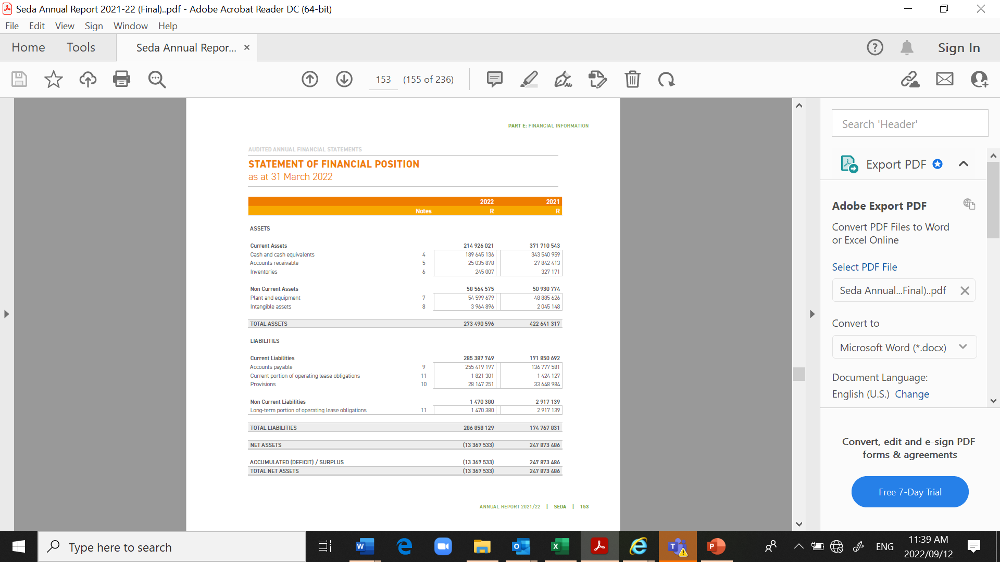 Seda Annual Report 2021-22 (Final)..pdf - Adobe Acrobat Reader DC (64-bit)
File Edit View Sign Window Help
Home Tools Seda Annual Repor... × Sign In
153 (155 of 236)
PART E: FINANCIAL INFORMATION
AUDITED ANNUAL FINANCIAL STATEMENTS
STATEMENT OF FINANCIAL POSITION
as at 31 March 2022
2022 2021
Notes R R
ASSETS
Current Assets 214 926 021 371 710 543
Cash and cash equivalents 4 189 645 136 343 540 959
Accounts receivable 5 25 035 878 27 842 413
Inventories 6 245 007 327 171
Non Current Assets 58 564 575 50 930 774
Plant and equipment 7 54 599 679 48 885 626
Intangible assets 8 3 964 896 2 045 148
TOTAL ASSETS 273 490 596 422 641 317
LIABILITIES
Current Liabilities 285 387 749 171 850 692
Accounts payable 9 255 419 197 136 777 581
Current portion of operating lease obligations 11 1 821 301 1 424 127
Provisions 10 28 147 251 33 648 984
Non Current Liabilities 1 470 380 2 917 139
Long-term portion of operating lease obligations 11 1 470 380 2 917 139
TOTAL LIABILITIES 286 858 129 174 767 831
NET ASSETS (13 367 533) 247 873 486
ACCUMULATED (DEFICIT) / SURPLUS (13 367 533) 247 873 486
TOTAL NET ASSETS (13 367 533) 247 873 486
ANNUAL REPORT 2021/22 | SEDA | 153
Search 'Header'
Export PDF
Adobe Export PDF
Convert PDF Files to Word
or Excel Online
Select PDF File
Seda Annual...Final)..pdf
Convert to
Microsoft Word (*.docx)
Document Language:
English (U.S.) Change
Convert, edit and e-sign PDF
forms & agreements
Free 7-Day Trial
Type here to search
ENG
11:39 AM
2022/09/12